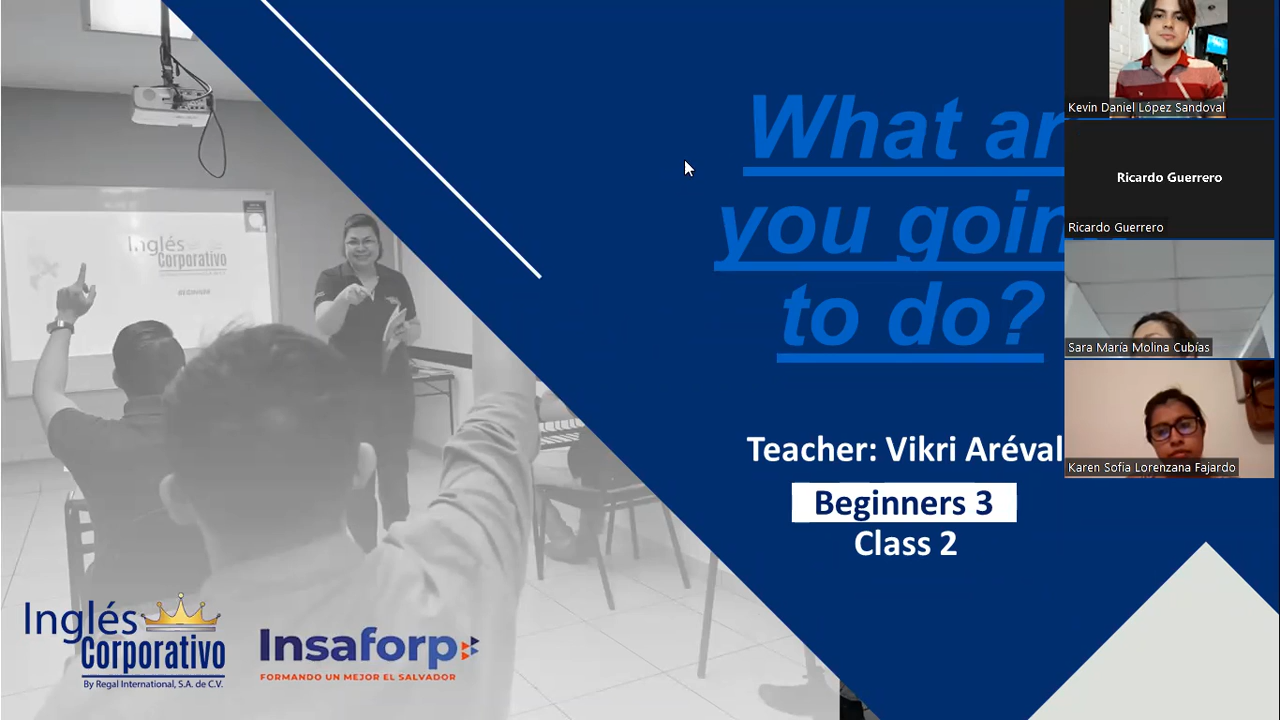 What ar
you goin
to do?
Teacher: Vikri Aréval
Beginners 3
Class 2
Kevin Daniel López Sandoval
Ricardo Guerrero
Ricardo Guerrero
Sara María Molina Cubías
Karen Sofia Lorenzana Fajardo
Inglés
Corporativo
Inglés
Corporativo
By Regal International, S.A. de C.V.
Insaforp
FORMANDO UN MEJOR EL SALVADOR